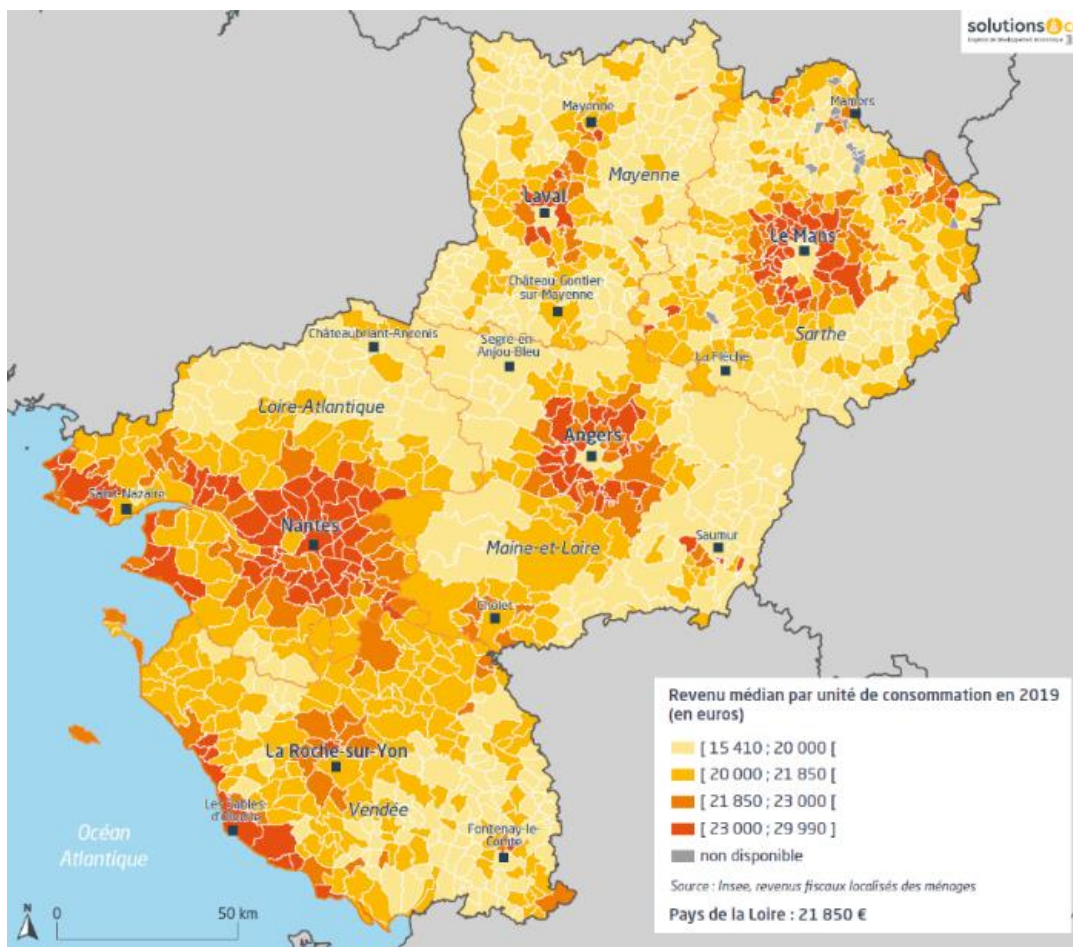 solutions
Mayenne
Mamers
Mayenne
Laval
Le Mans
Château-Gontier-
sur-Mayenne
Sarthe
Châteaubriant-Ancenis
Segré-en-
Anjou-Bleu
La Flèche
Loire-Atlantique
Angers
Saint-Nazaire
Nantes
Maine-et-Loire
Saumur
Cholet
Revenu médian par unité de consommation en 2019
(en euros)
[ 15 410 ; 20 000 [
[ 20 000 ; 21 850 [
[ 21 850 ; 23 000 [
[ 23 000 ; 29 990 ]
non disponible
Source : Insee, revenus fiscaux localisés des ménages
Pays de la Loire : 21 850 €
La Roche-sur-Yon
Vendée
Les Sables-
d'Olonne
Fontenay-le-
Comte
Océan
Atlantique
N
0 50 km